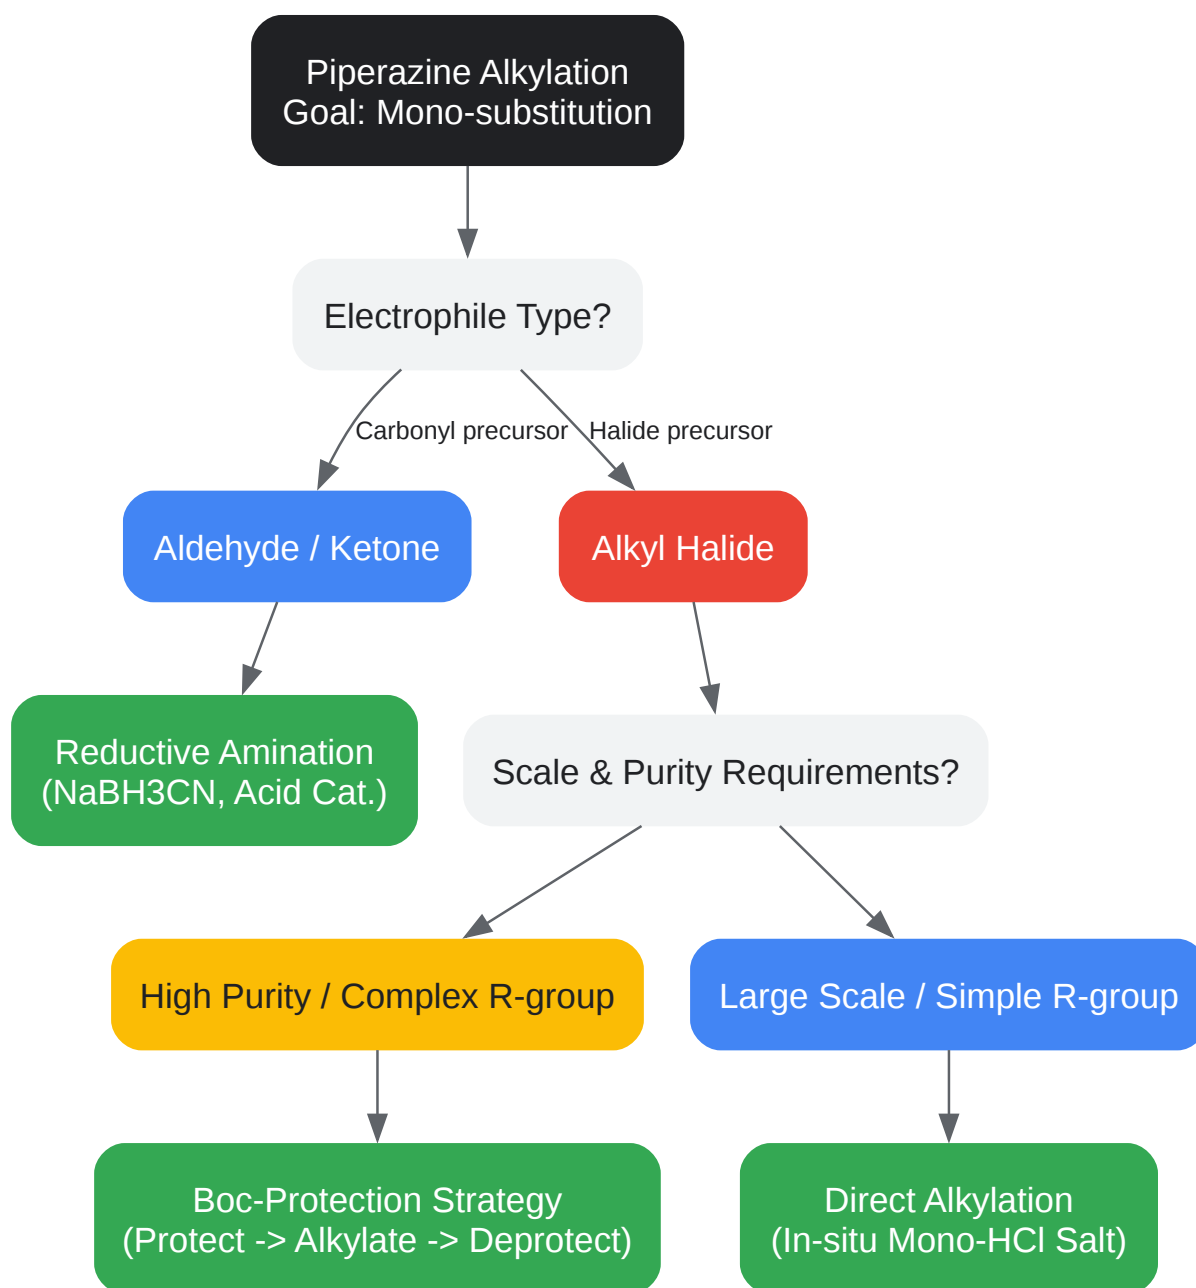 Piperazine Alkylation
Goal: Mono-substitution
Electrophile Type?
Carbonyl precursor
Halide precursor
Aldehyde / Ketone
Alkyl Halide
Reductive Amination
(NaBH3CN, Acid Cat.)
Scale & Purity Requirements?
High Purity / Complex R-group
Large Scale / Simple R-group
Boc-Protection Strategy
(Protect -> Alkylate -> Deprotect)
Direct Alkylation
(In-situ Mono-HCl Salt)